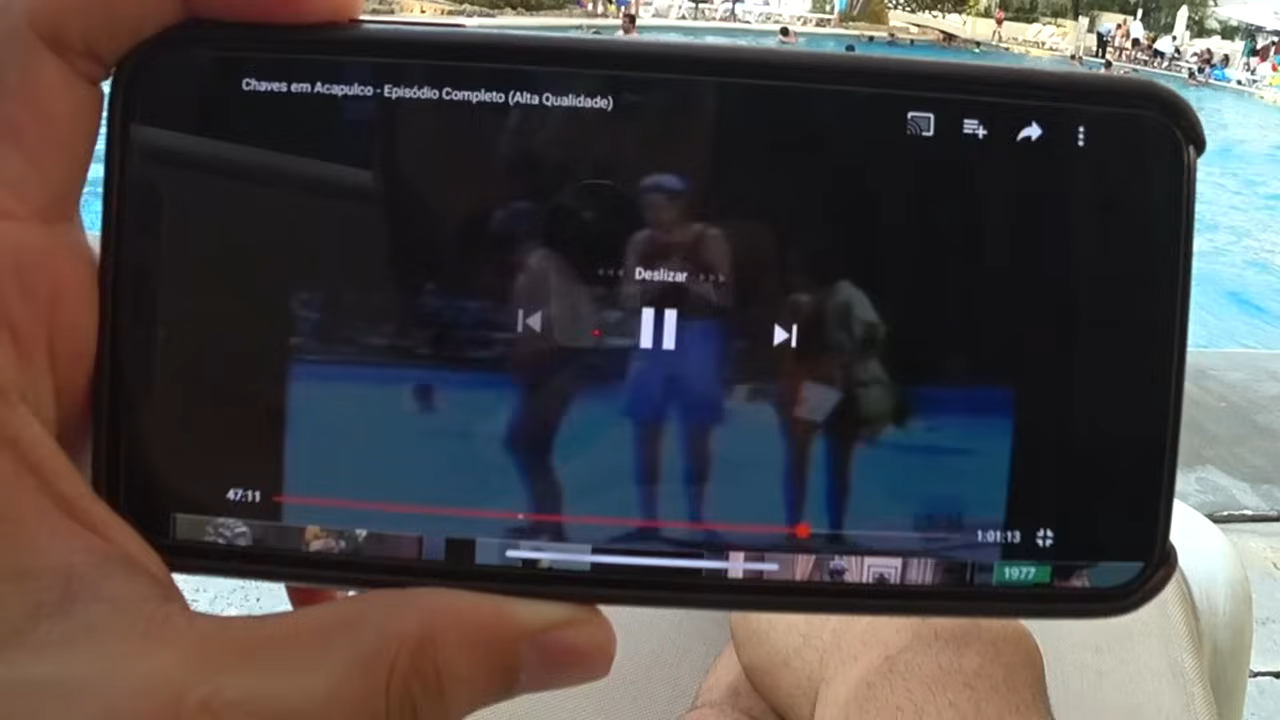 Chaves em Acapulco - Episódio Completo (Alta Qualidade)
Deslizar
47:11
1:01:13
1977